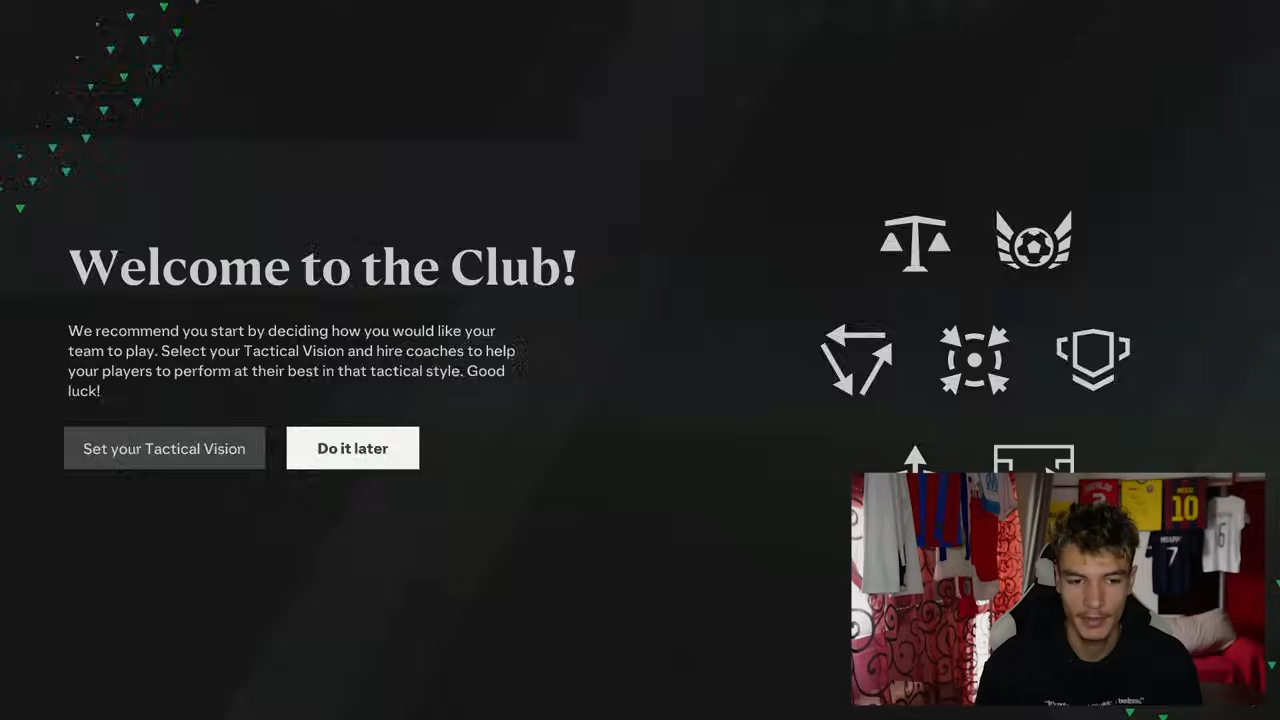 Welcome to the Club!
We recommend you start by deciding how you would like your
team to play. Select your Tactical Vision and hire coaches to help
your players to perform at their best in that tactical style. Good
luck!
Set your Tactical Vision
Do it later
10
7
6